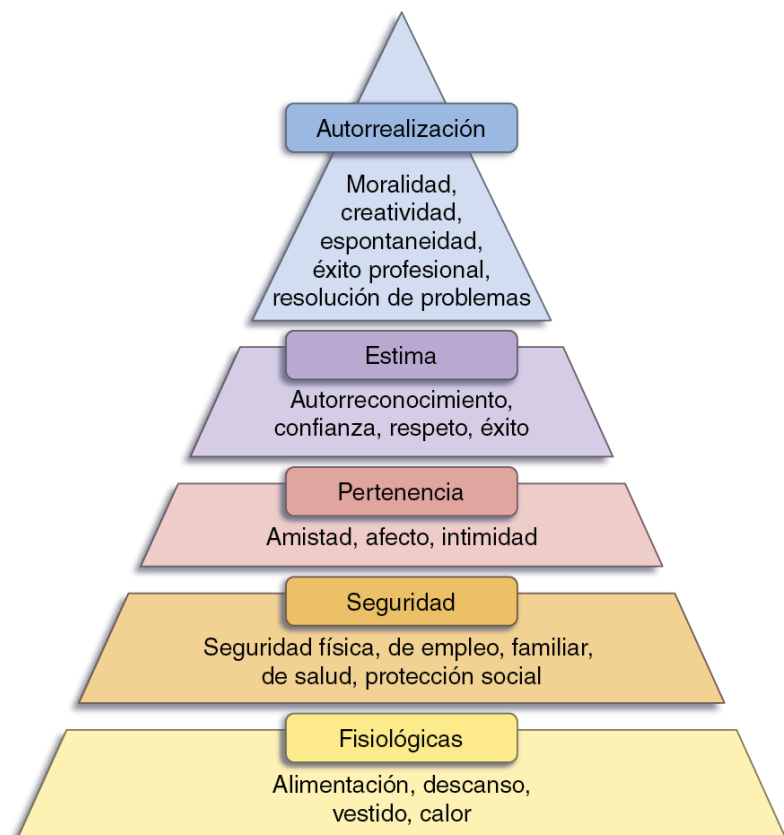 Autorrealización
Moralidad,
creatividad,
espontaneidad,
éxito profesional,
resolución de problemas
Estima
Autorreconocimiento,
confianza, respeto, éxito
Pertenencia
Amistad, afecto, intimidad
Seguridad
Seguridad física, de empleo, familiar,
de salud, protección social
Fisiológicas
Alimentación, descanso,
vestido, calor